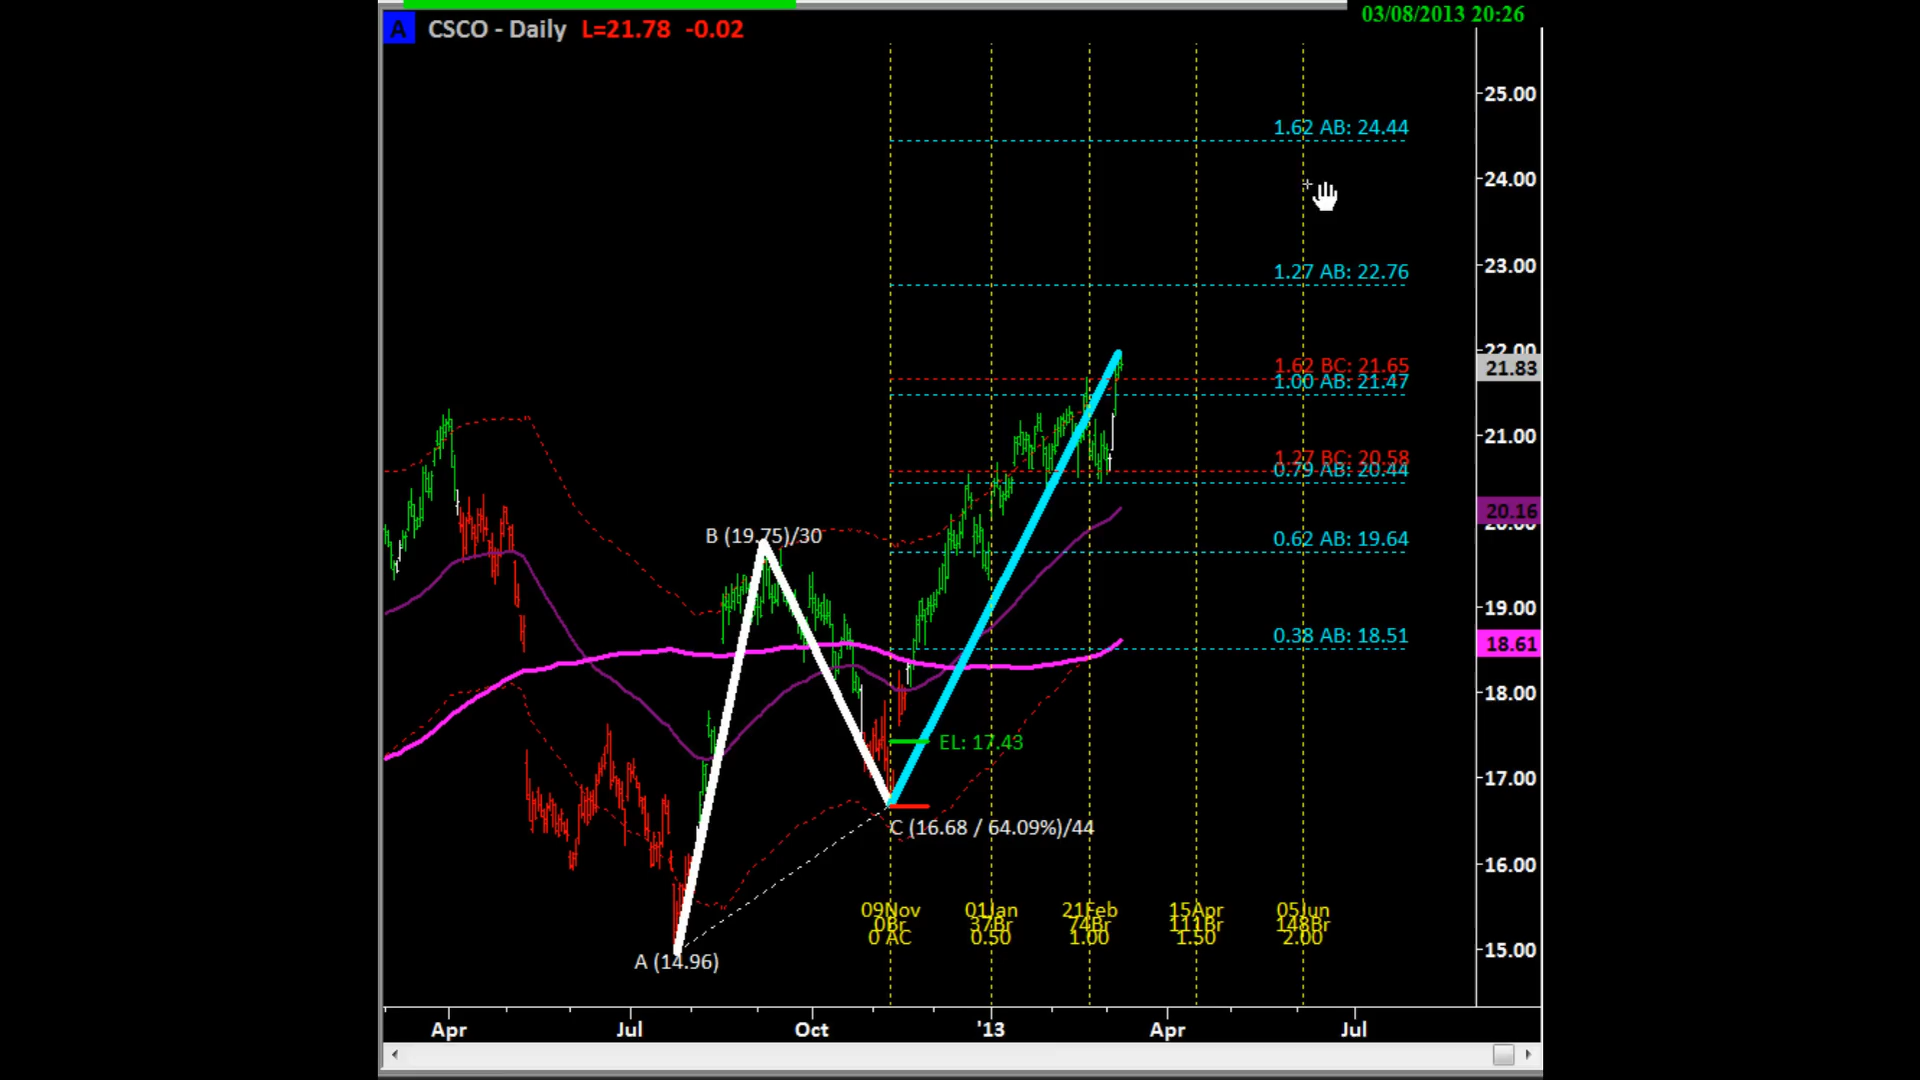 03/08/2013 20:26
A CSCO - Daily L=21.78 -0.02
25.00
1.62 AB: 24.44
24.00
1.27 AB: 22.76
23.00
22.00
1.62 BC: 21.65
21.83
1.00 AB: 21.47
21.00
1.27 BC: 20.58
0.79 AB: 20.44
20.16
20.00
B (19.75)/30
0.62 AB: 19.64
19.00
0.38 AB: 18.51
18.61
18.00
EL: 17.43
17.00
C (16.68 / 64.09%)/44
16.00
09Nov 01Jan 21Feb 15Apr 05Jun
0Br 37Br 74Br 111Br 148Br
0 AC 0.50 1.00 1.50 2.00
15.00
A (14.96)
Apr Jul Oct '13 Apr Jul